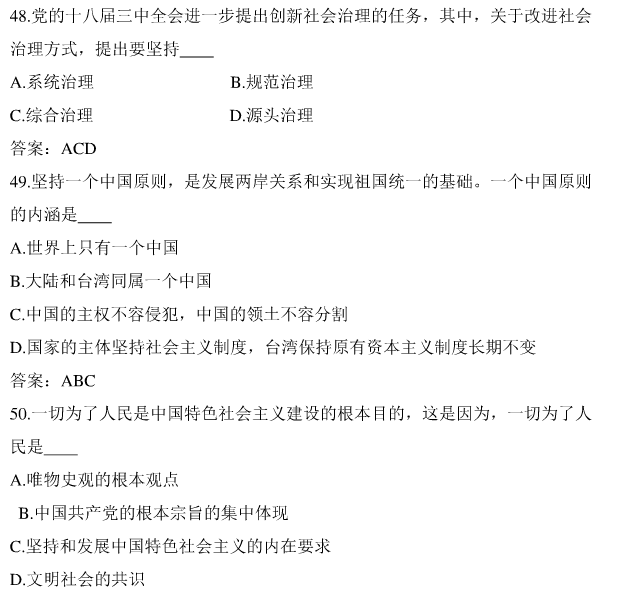 48.党的十八届三中全会进一步提出创新社会治理的任务，其中，关于改进社会
治理方式，提出要坚持____
A.系统治理 B.规范治理
C.综合治理 D.源头治理
答案：ACD
49.坚持一个中国原则，是发展两岸关系和实现祖国统一的基础。一个中国原则
的内涵是____
A.世界上只有一个中国
B.大陆和台湾同属一个中国
C.中国的主权不容侵犯，中国的领土不容分割
D.国家的主体坚持社会主义制度，台湾保持原有资本主义制度长期不变
答案：ABC
50.一切为了人民是中国特色社会主义建设的根本目的，这是因为，一切为了人
民是____
A.唯物史观的根本观点
B.中国共产党的根本宗旨的集中体现
C.坚持和发展中国特色社会主义的内在要求
D.文明社会的共识